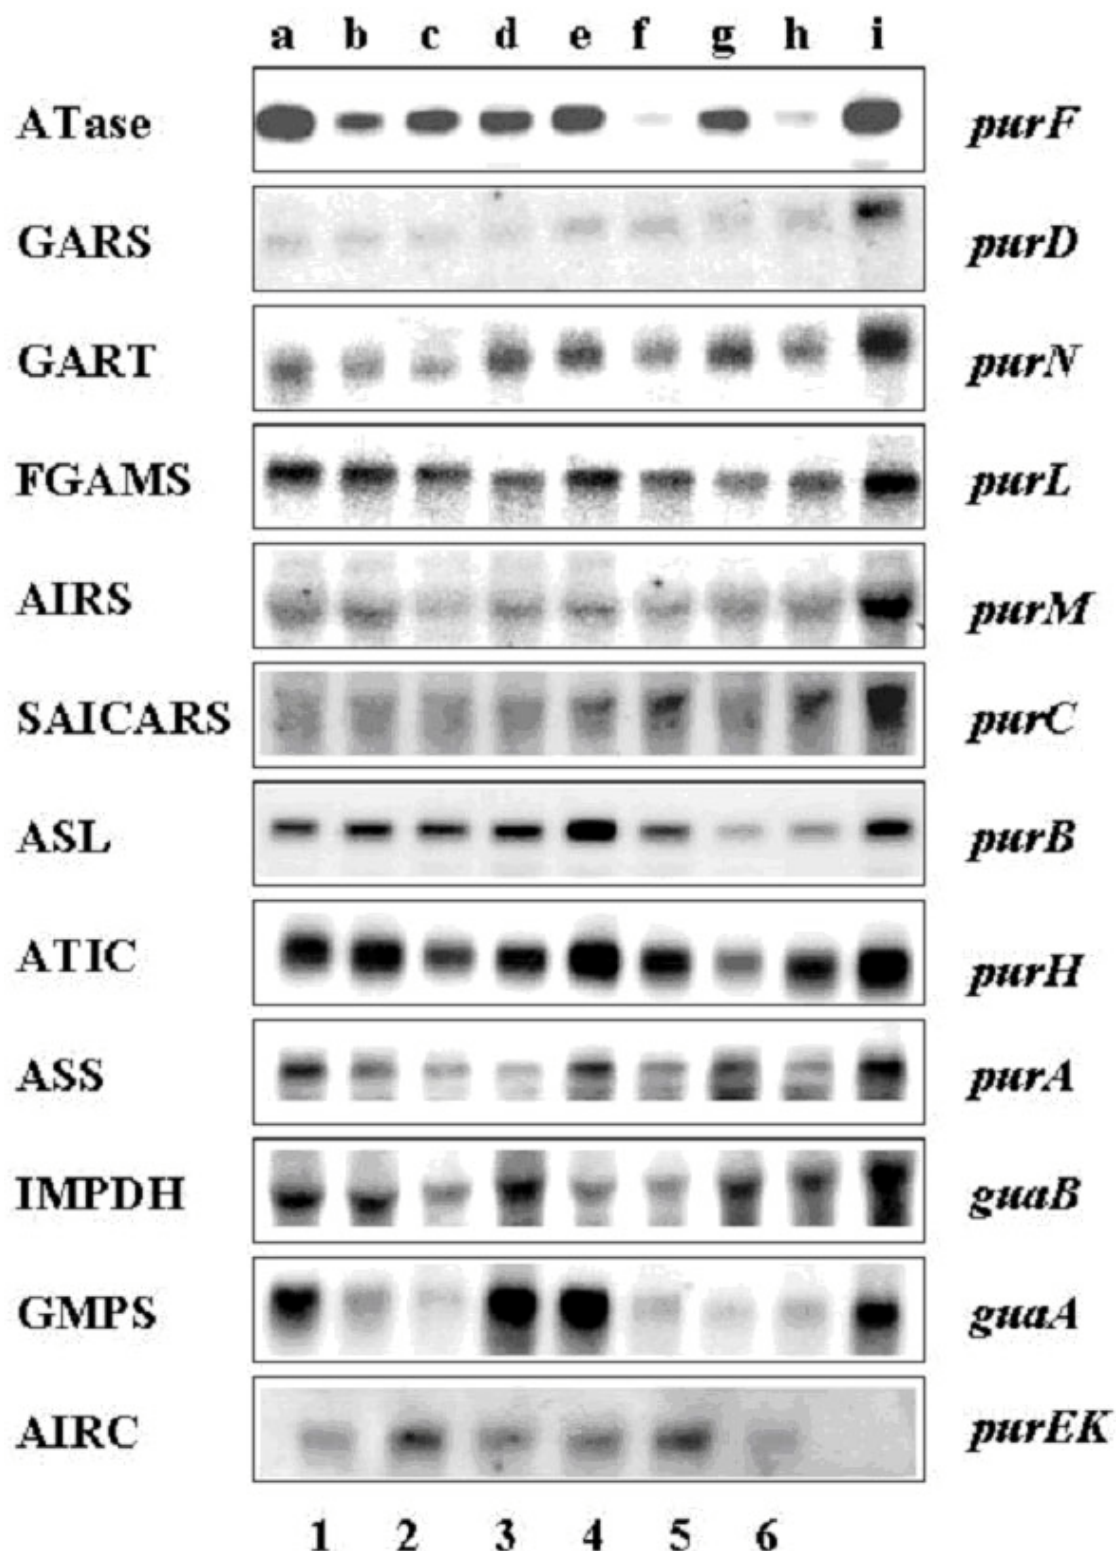 a b c d e f g h i
ATase purF
GARS purD
GART purN
FGAMS purL
AIRS purM
SAICARS purC
ASL purB
ATIC purH
ASS purA
IMPDH guaB
GMPS guaA
AIRC purEK
1 2 3 4 5 6